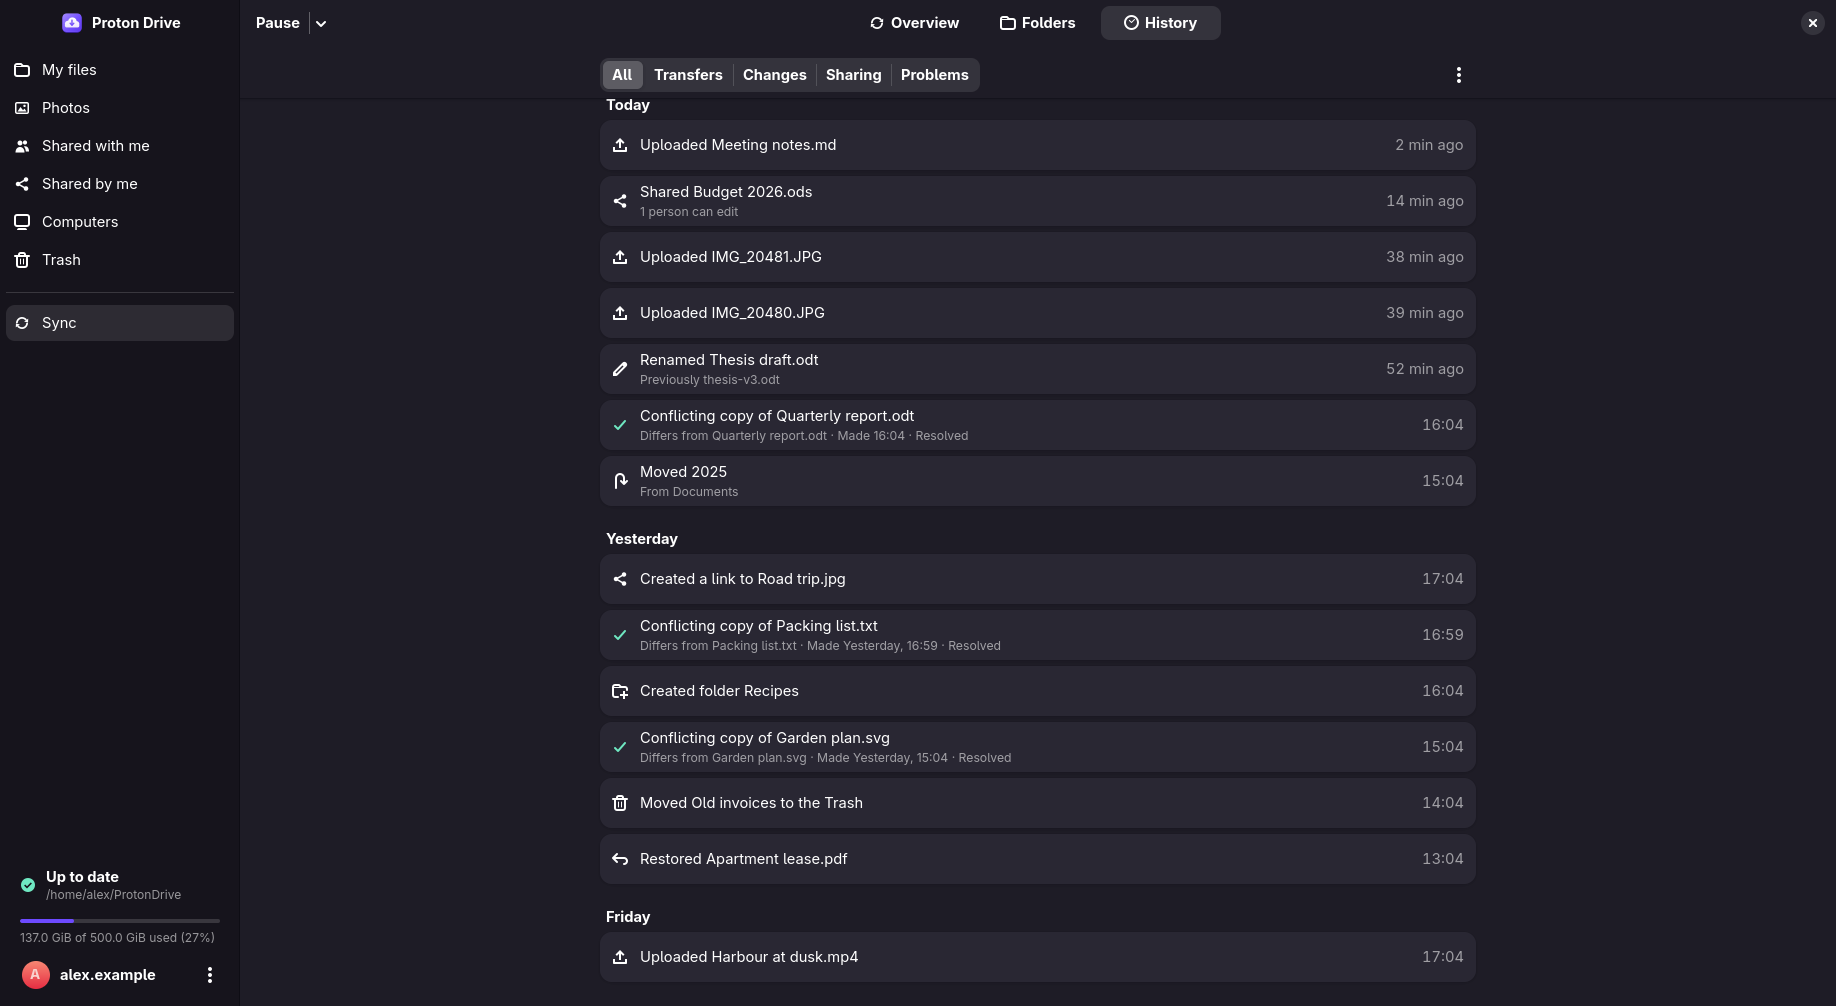 Proton Drive
My files
Photos
Shared with me
Shared by me
Computers
Trash
Sync
Up to date
/home/alex/ProtonDrive
137.0 GiB of 500.0 GiB used (27%)
A
alex.example
Pause
Overview
Folders
History
All
Transfers
Changes
Sharing
Problems
Today
Uploaded Meeting notes.md
2 min ago
Shared Budget 2026.ods
1 person can edit
14 min ago
Uploaded IMG_20481.JPG
38 min ago
Uploaded IMG_20480.JPG
39 min ago
Renamed Thesis draft.odt
Previously thesis-v3.odt
52 min ago
Conflicting copy of Quarterly report.odt
Differs from Quarterly report.odt · Made 16:04 · Resolved
16:04
Moved 2025
From Documents
15:04
Yesterday
Created a link to Road trip.jpg
17:04
Conflicting copy of Packing list.txt
Differs from Packing list.txt · Made Yesterday, 16:59 · Resolved
16:59
Created folder Recipes
16:04
Conflicting copy of Garden plan.svg
Differs from Garden plan.svg · Made Yesterday, 15:04 · Resolved
15:04
Moved Old invoices to the Trash
14:04
Restored Apartment lease.pdf
13:04
Friday
Uploaded Harbour at dusk.mp4
17:04